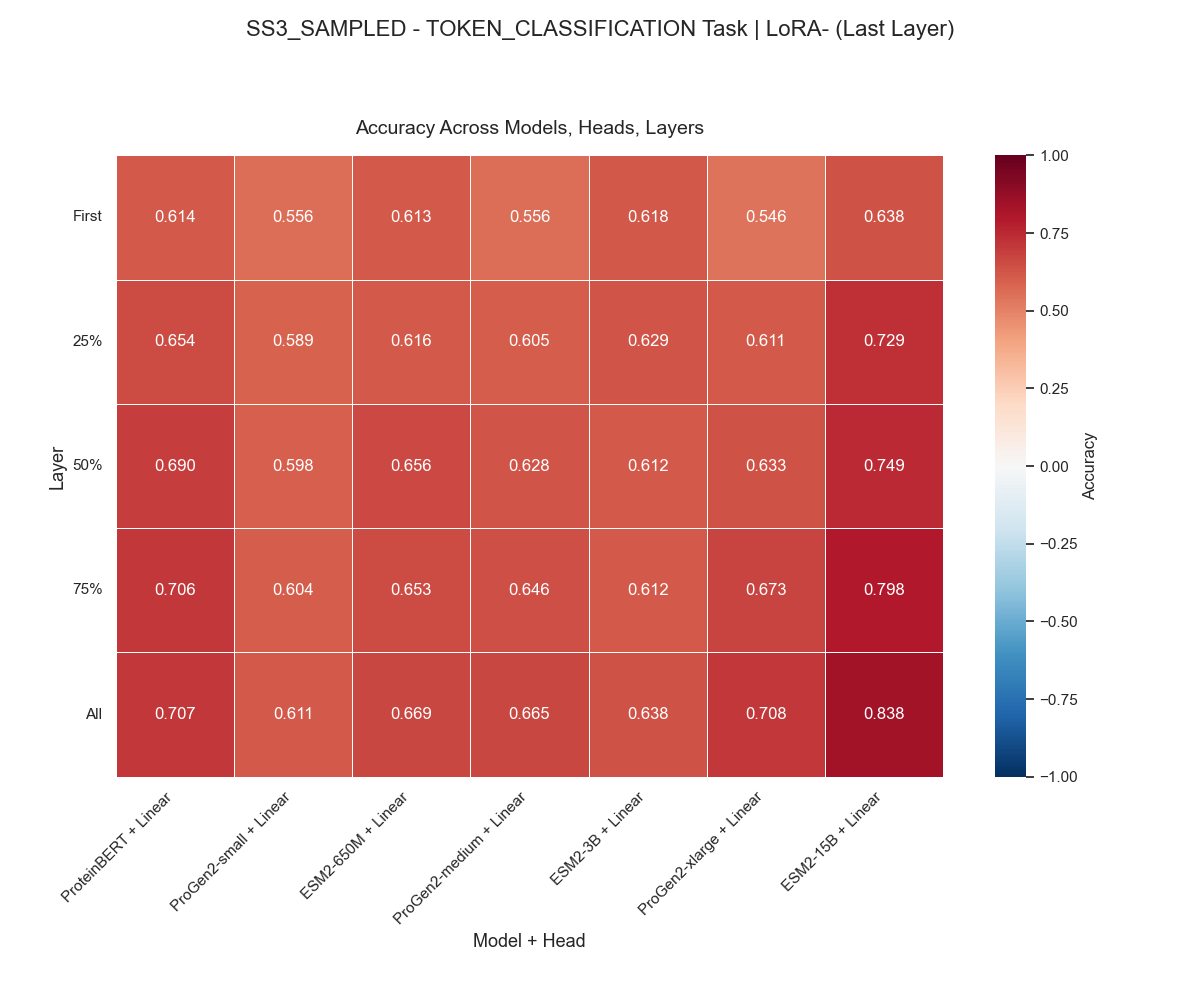 SS3_SAMPLED - TOKEN_CLASSIFICATION Task | LoRA- (Last Layer)
Accuracy Across Models, Heads, Layers
First 0.614 0.556 0.613 0.556 0.618 0.546 0.638
25% 0.654 0.589 0.616 0.605 0.629 0.611 0.729
50% 0.690 0.598 0.656 0.628 0.612 0.633 0.749
75% 0.706 0.604 0.653 0.646 0.612 0.673 0.798
All 0.707 0.611 0.669 0.665 0.638 0.708 0.838
Layer
ProteinBERT + Linear
ProGen2-small + Linear
ESM2-650M + Linear
ProGen2-medium + Linear
ESM2-3B + Linear
ProGen2-xlarge + Linear
ESM2-15B + Linear
Model + Head
1.00
0.75
0.50
0.25
0.00
−0.25
−0.50
−0.75
−1.00
Accuracy